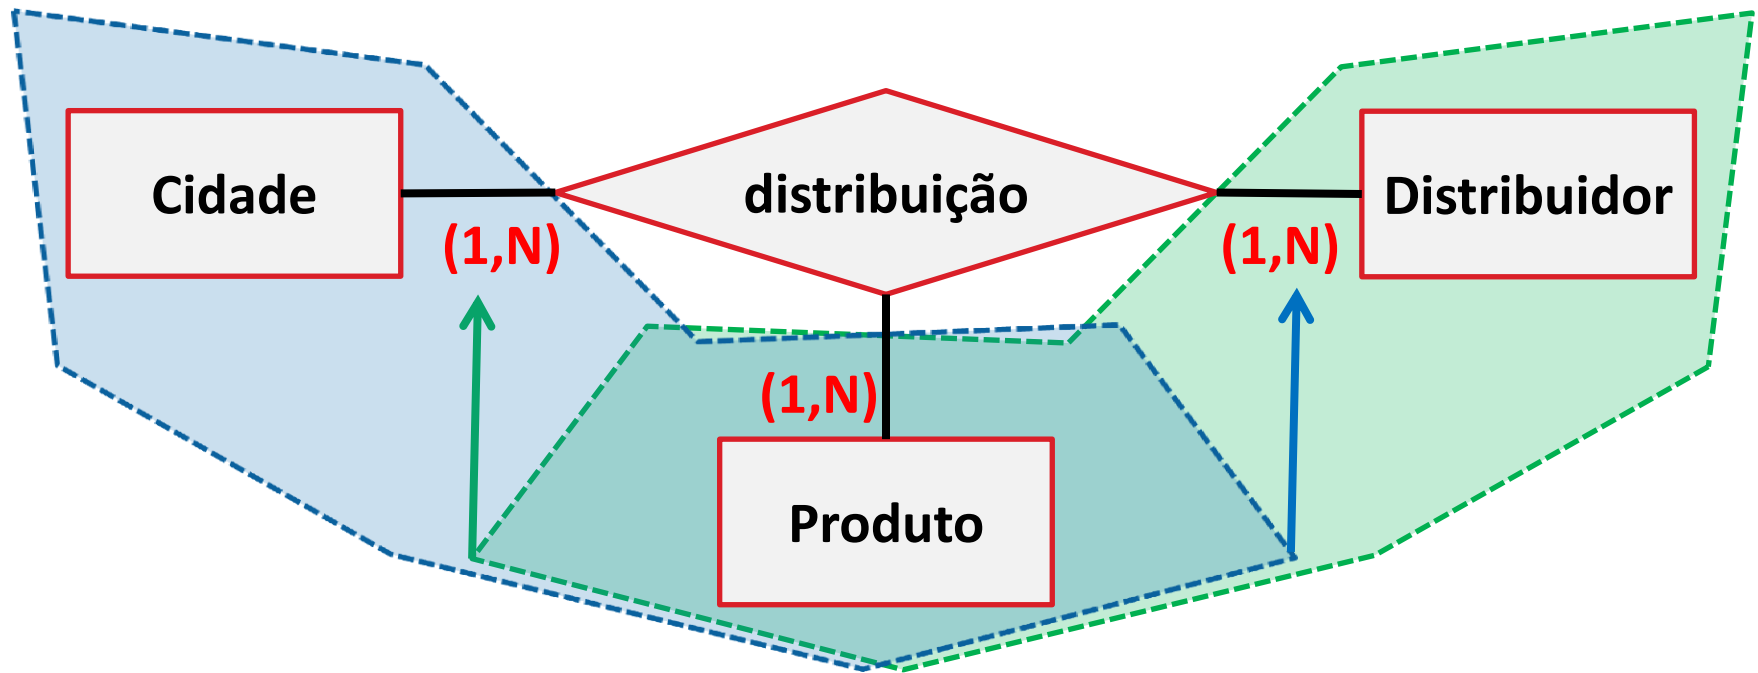 Cidade
distribuição
Distribuidor
(1,N)
(1,N)
(1,N)
Produto